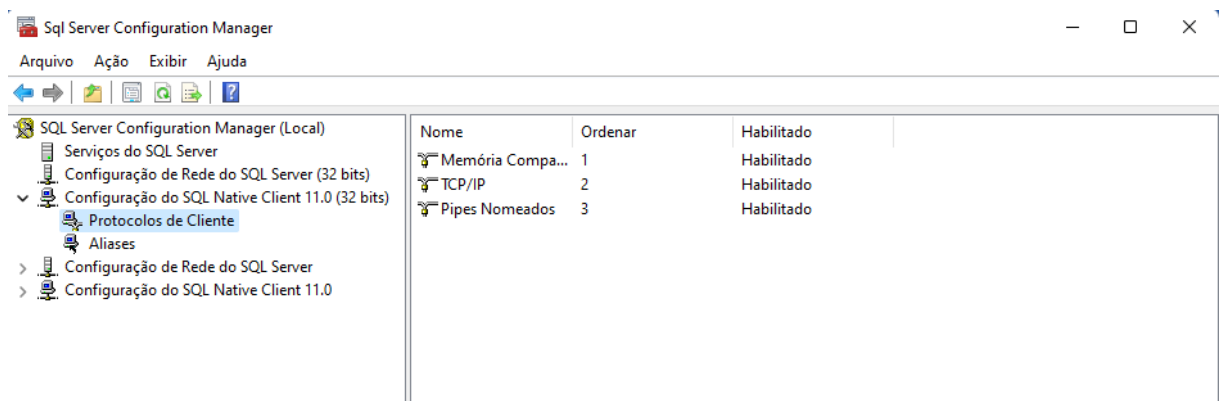 Sql Server Configuration Manager
Arquivo Ação Exibir Ajuda
SQL Server Configuration Manager (Local)
Serviços do SQL Server
Configuração de Rede do SQL Server (32 bits)
Configuração do SQL Native Client 11.0 (32 bits)
Protocolos de Cliente
Aliases
Configuração de Rede do SQL Server
Configuração do SQL Native Client 11.0
Nome Ordenar Habilitado
Memória Compa... 1 Habilitado
TCP/IP 2 Habilitado
Pipes Nomeados 3 Habilitado